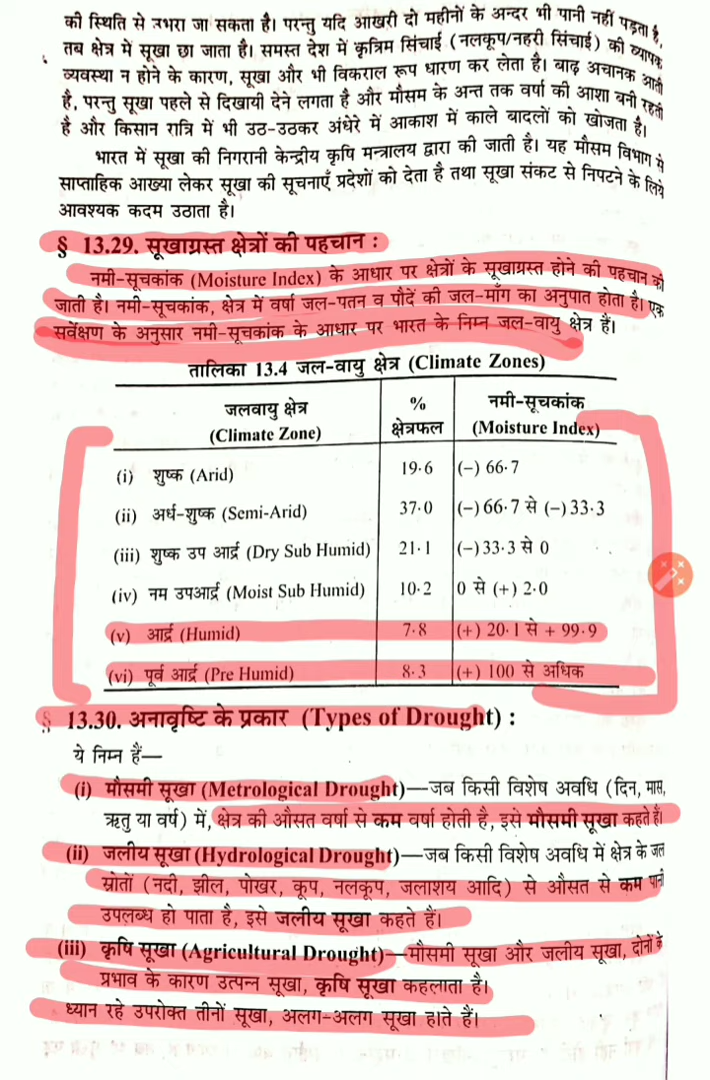 की स्थिति से उभरा जा सकता है। परन्तु यदि आखरी दो महीनों के अन्दर भी पानी नहीं पड़ता है,
तब क्षेत्र में सूखा छा जाता है। समस्त देश में कृत्रिम सिंचाई (नलकूप/नहरी सिंचाई) की व्यापक
व्यवस्था न होने के कारण, सूखा और भी विकराल रूप धारण कर लेता है। बाढ़ अचानक आती
है, परन्तु सूखा पहले से दिखायी देने लगता है और मौसम के अन्त तक वर्षा की आशा बनी रहती
है और किसान रात्रि में भी उठ-उठकर अंधेरे में आकाश में काले बादलों को खोजता है।
भारत में सूखा की निगरानी केन्द्रीय कृषि मन्त्रालय द्वारा की जाती है। यह मौसम विभाग से
साप्ताहिक आख्या लेकर सूखा की सूचनाएँ प्रदेशों को देता है तथा सूखा संकट से निपटने के लिये
आवश्यक कदम उठाता है।
§ 13.29. सूखाग्रस्त क्षेत्रों की पहचान :
नमी-सूचकांक (Moisture Index) के आधार पर क्षेत्रों के सूखाग्रस्त होने की पहचान की
जाती है। नमी-सूचकांक, क्षेत्र में वर्षा जल-पतन व पौदें की जल-माँग का अनुपात होता है। एक
सर्वेक्षण के अनुसार नमी-सूचकांक के आधार पर भारत के निम्न जल-वायु क्षेत्र हैं।
तालिका 13.4 जल-वायु क्षेत्र (Climate Zones)
जलवायु क्षेत्र % नमी-सूचकांक
(Climate Zone) क्षेत्रफल (Moisture Index)
(i) शुष्क (Arid) 19·6 (–) 66·7
(ii) अर्ध-शुष्क (Semi-Arid) 37·0 (–) 66·7 से (–) 33·3
(iii) शुष्क उप आर्द्र (Dry Sub Humid) 21·1 (–) 33·3 से 0
(iv) नम उपआर्द्र (Moist Sub Humid) 10·2 0 से (+) 2·0
(v) आर्द्र (Humid) 7·8 (+) 20·1 से + 99·9
(vi) पूर्व आर्द्र (Pre Humid) 8·3 (+) 100 से अधिक
§ 13.30. अनावृष्टि के प्रकार (Types of Drought) :
ये निम्न हैं—
(i) मौसमी सूखा (Metrological Drought)—जब किसी विशेष अवधि (दिन, मास,
ऋतु या वर्ष) में, क्षेत्र की औसत वर्षा से कम वर्षा होती है, इसे मौसमी सूखा कहते हैं।
(ii) जलीय सूखा (Hydrological Drought)—जब किसी विशेष अवधि में क्षेत्र के जल
स्रोतों (नदी, झील, पोखर, कूप, नलकूप, जलाशय आदि) से औसत से कम पानी
उपलब्ध हो पाता है, इसे जलीय सूखा कहते हैं।
(iii) कृषि सूखा (Agricultural Drought)—मौसमी सूखा और जलीय सूखा, दोनों के
प्रभाव के कारण उत्पन्न सूखा, कृषि सूखा कहलाता है।
ध्यान रहे उपरोक्त तीनों सूखा, अलग-अलग सूखा होते हैं।